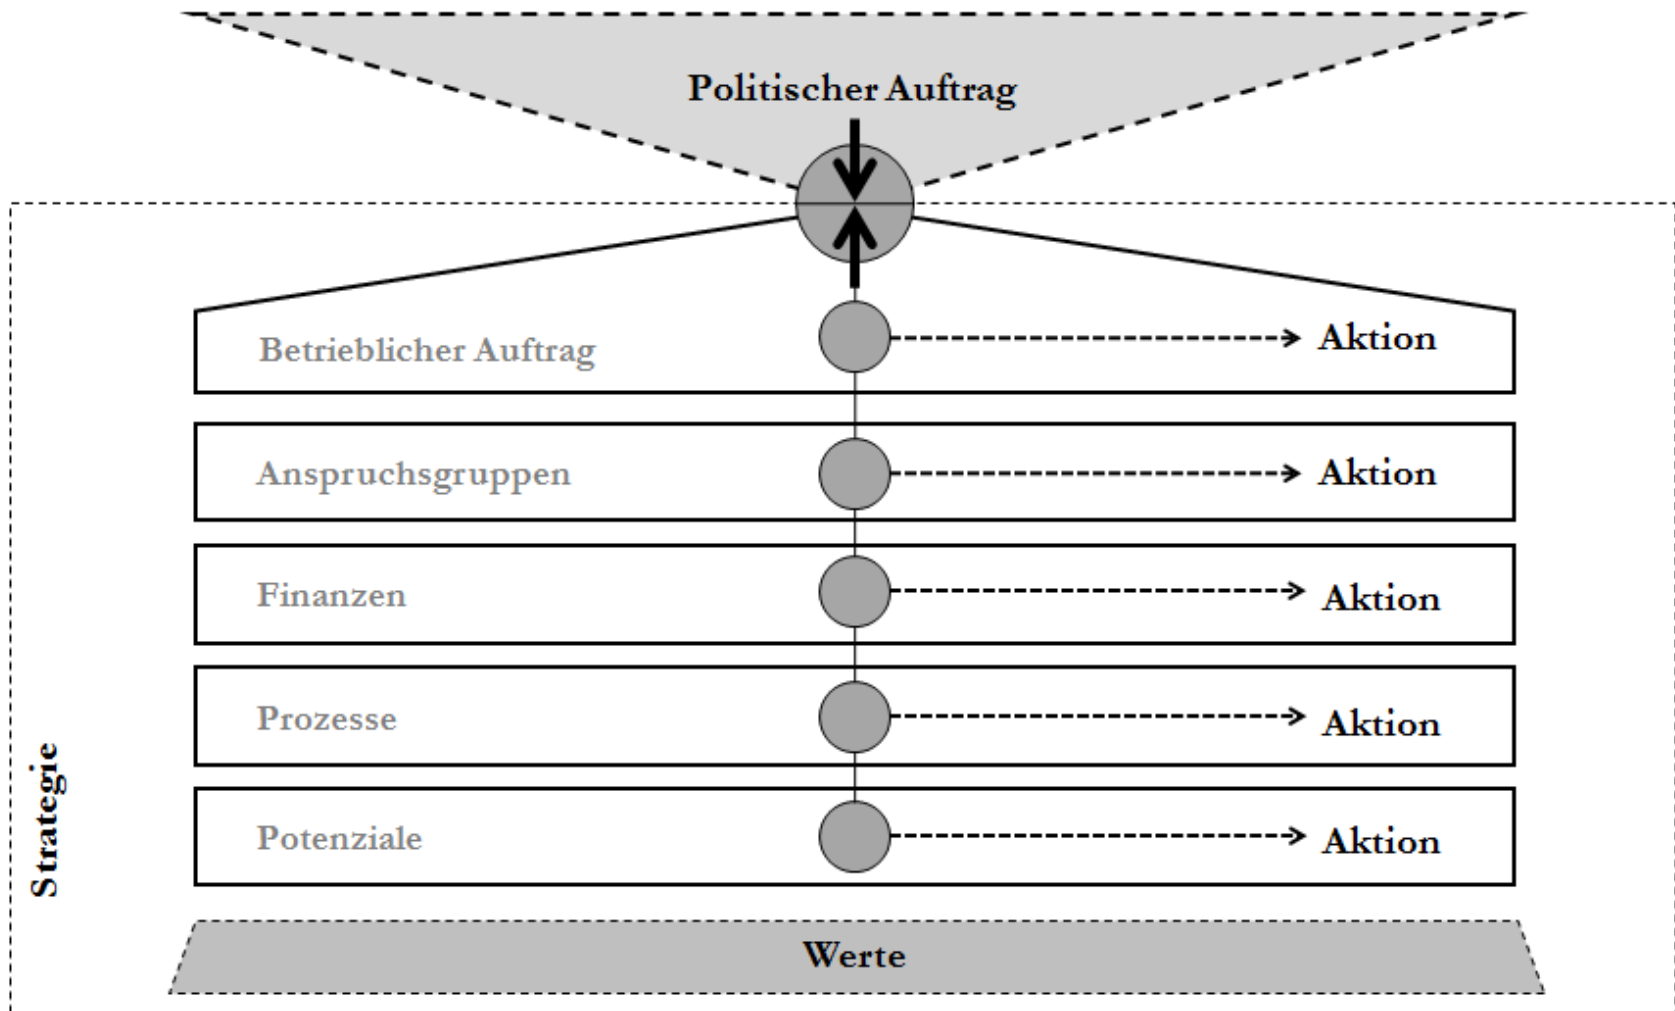 Politischer Auftrag
Betrieblicher Auftrag
Aktion
Anspruchsgruppen
Aktion
Finanzen
Aktion
Prozesse
Aktion
Potenziale
Aktion
Strategie
Werte